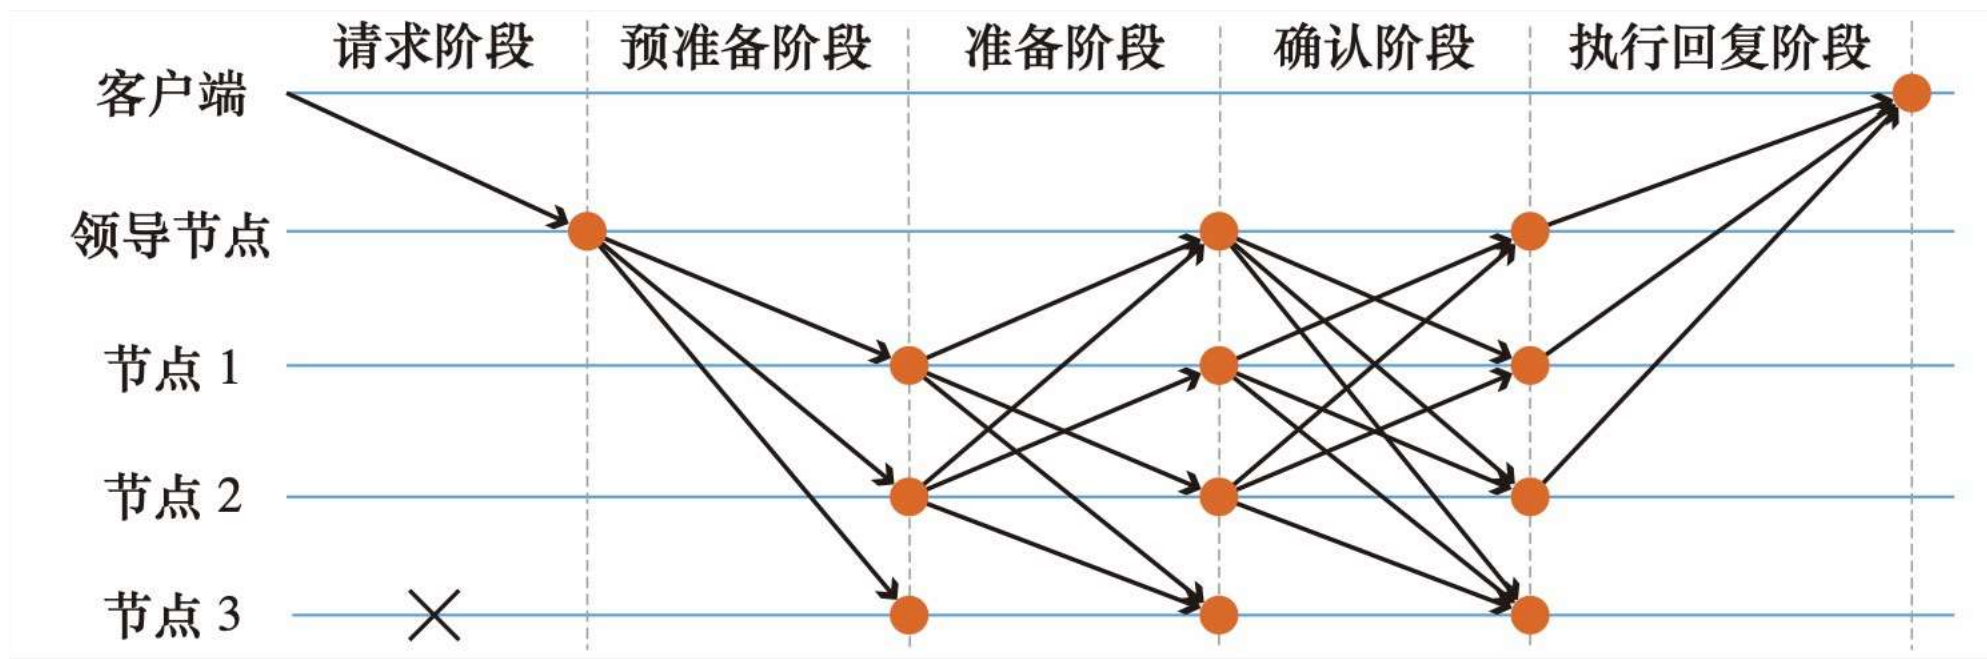 请求阶段
预准备阶段
准备阶段
确认阶段
执行回复阶段
客户端
领导节点
节点 1
节点 2
节点 3